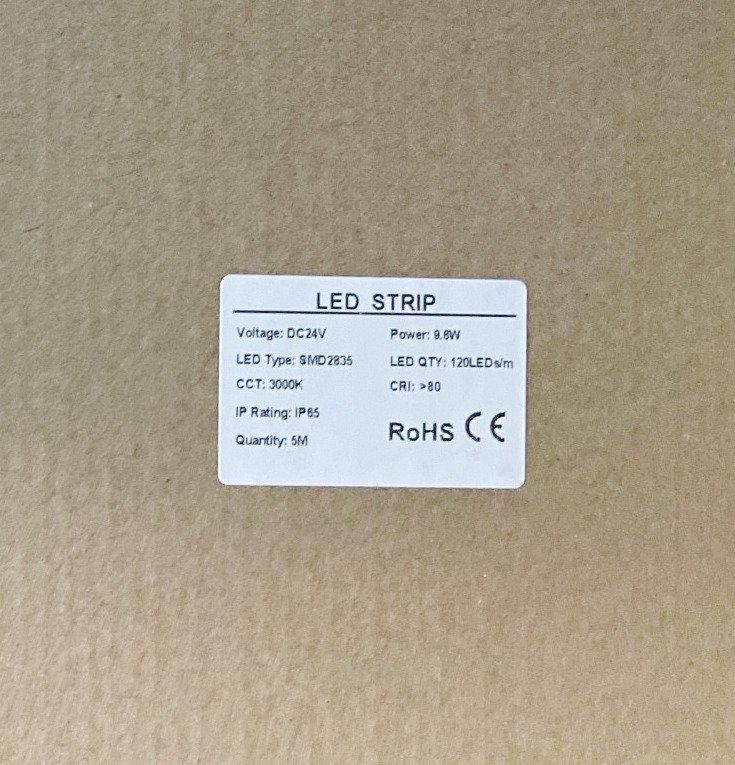 LED STRIP
Voltage: DC24V Power: 9.6W
LED Type: SMD2835 LED QTY: 120LEDs/m
CCT: 3000K CRI: >80
IP Rating: IP65
Quantity: 5M RoHS CE